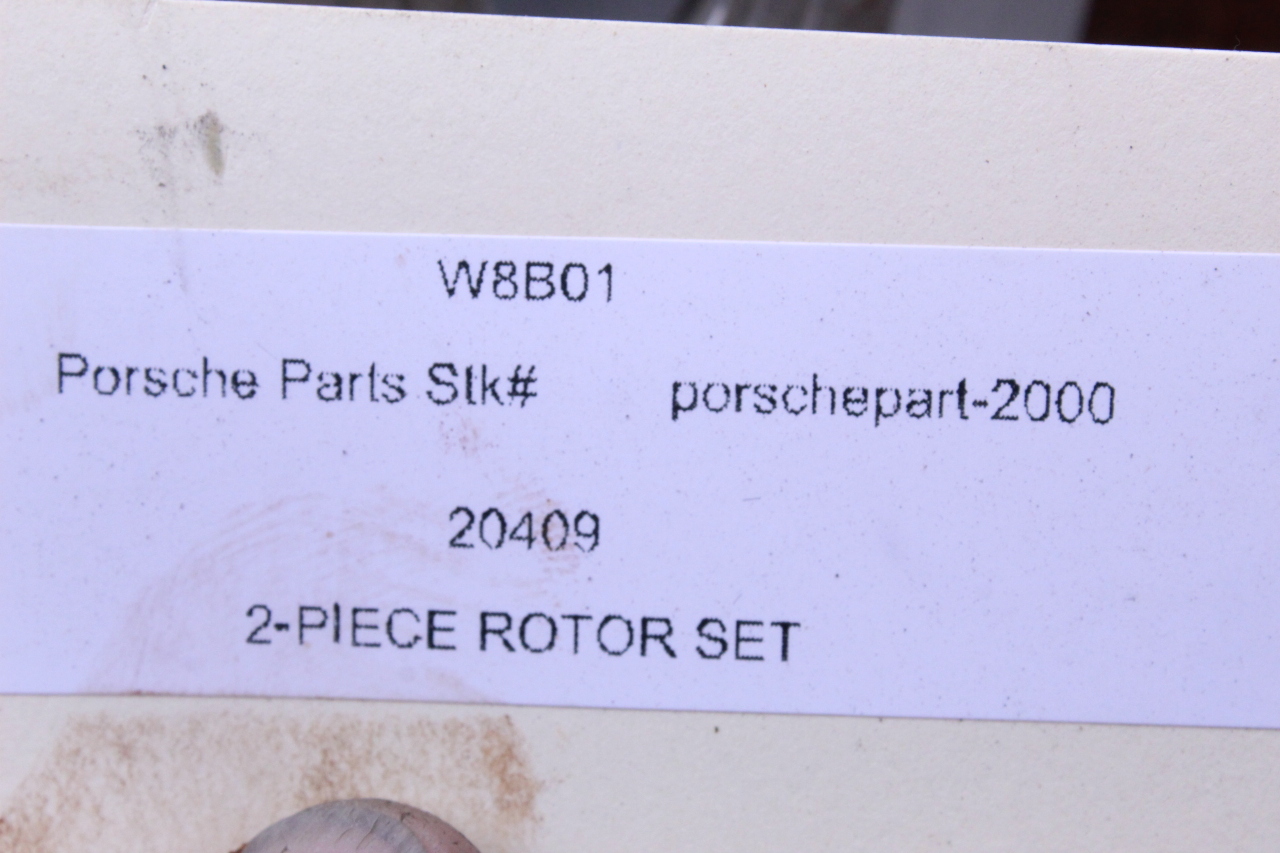 W8B01
Porsche Parts Stk# porschepart-2000
20409
2-PIECE ROTOR SET